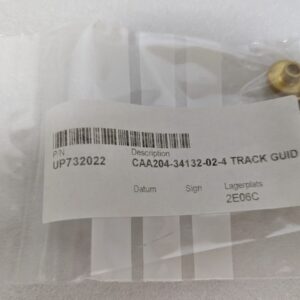 P/N Description
UP732022 CAA204-34132-02-4 TRACK GUID
Datum Sign Lagerplats
2E06C